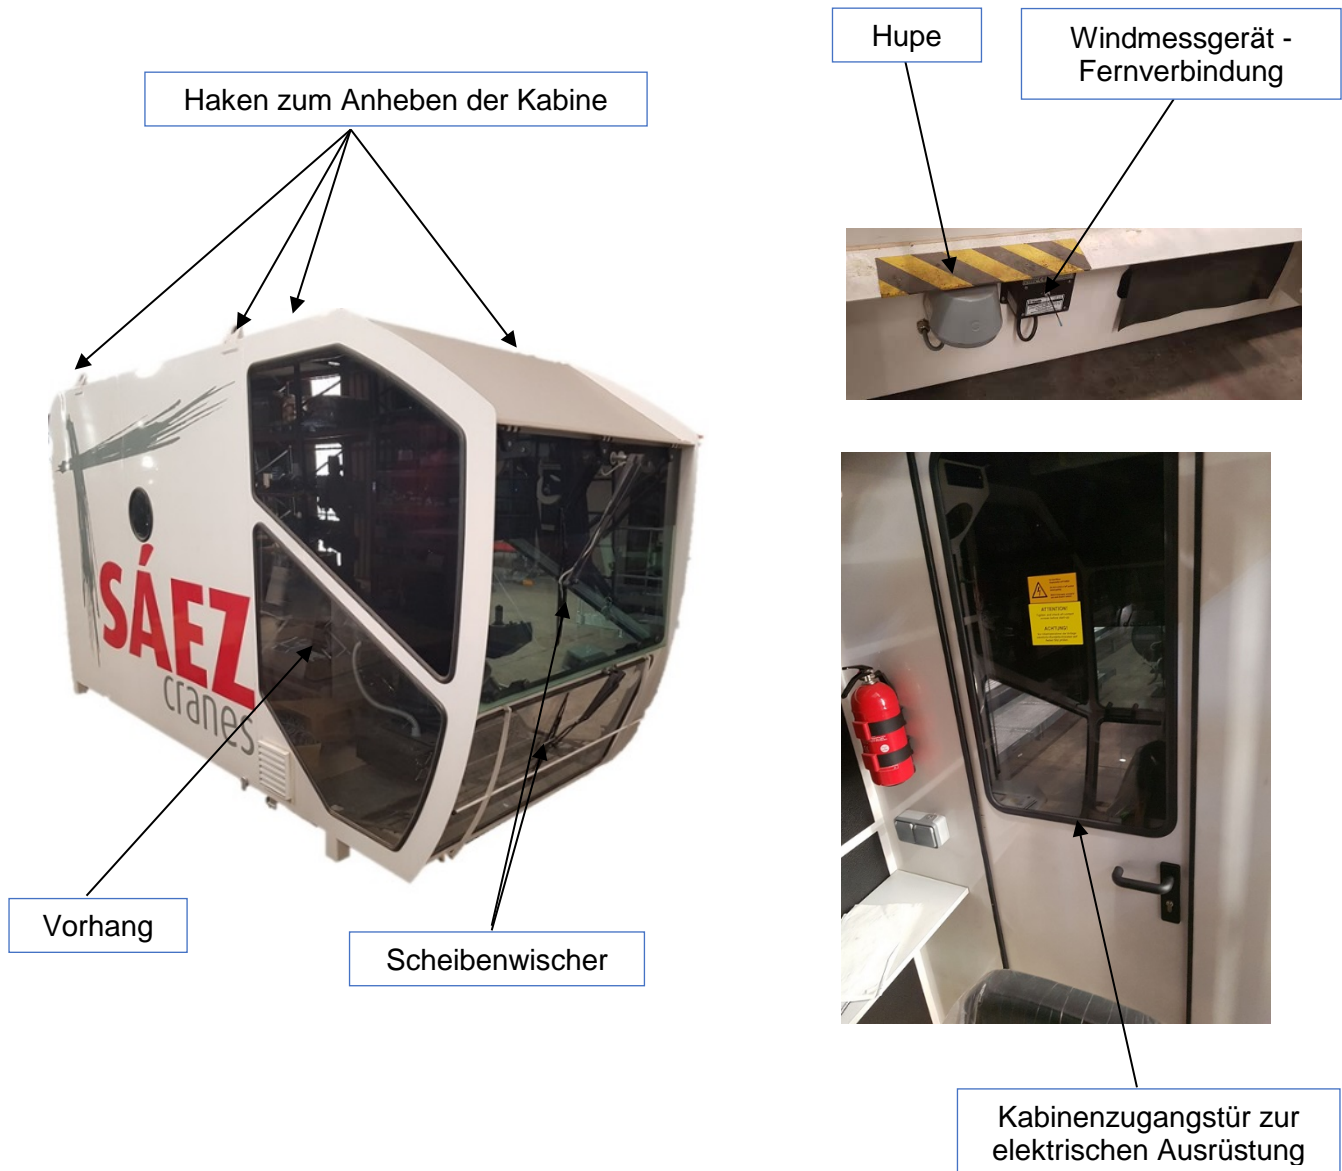 Hupe
Windmessgerät -
Fernverbindung
Haken zum Anheben der Kabine
SÁEZ
cranes
ATTENTION!
ACHTUNG!
Vorhang
Scheibenwischer
Kabinenzugangstür zur
elektrischen Ausrüstung